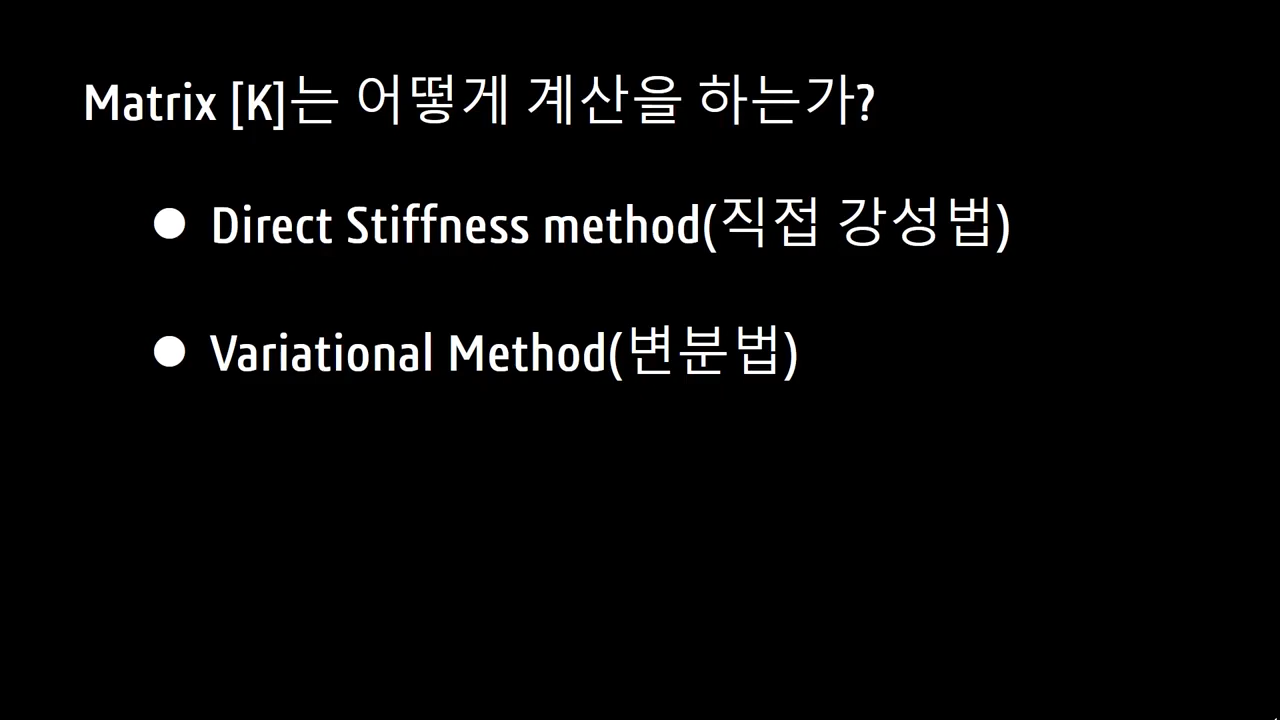 Matrix [K]는 어떻게 계산을 하는가?
● Direct Stiffness method(직접 강성법)
● Variational Method(변분법)